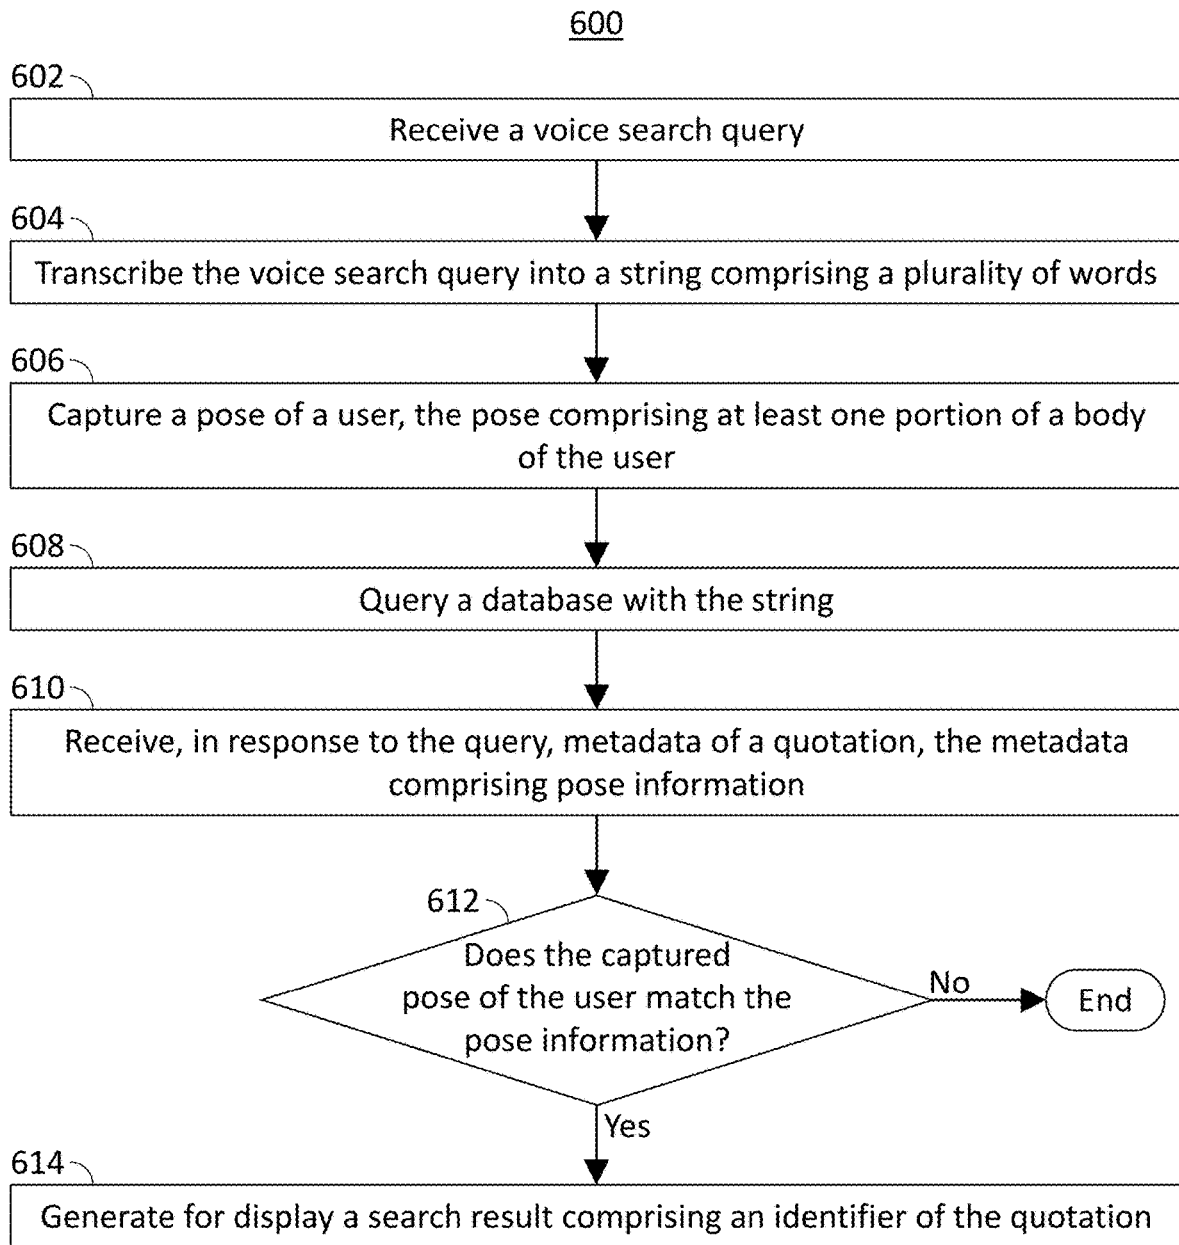 600
602
Receive a voice search query
604
Transcribe the voice search query into a string comprising a plurality of words
606
Capture a pose of a user, the pose comprising at least one portion of a body
of the user
608
Query a database with the string
610
Receive, in response to the query, metadata of a quotation, the metadata
comprising pose information
612
Does the captured
pose of the user match the
pose information?
No
End
Yes
614
Generate for display a search result comprising an identifier of the quotation